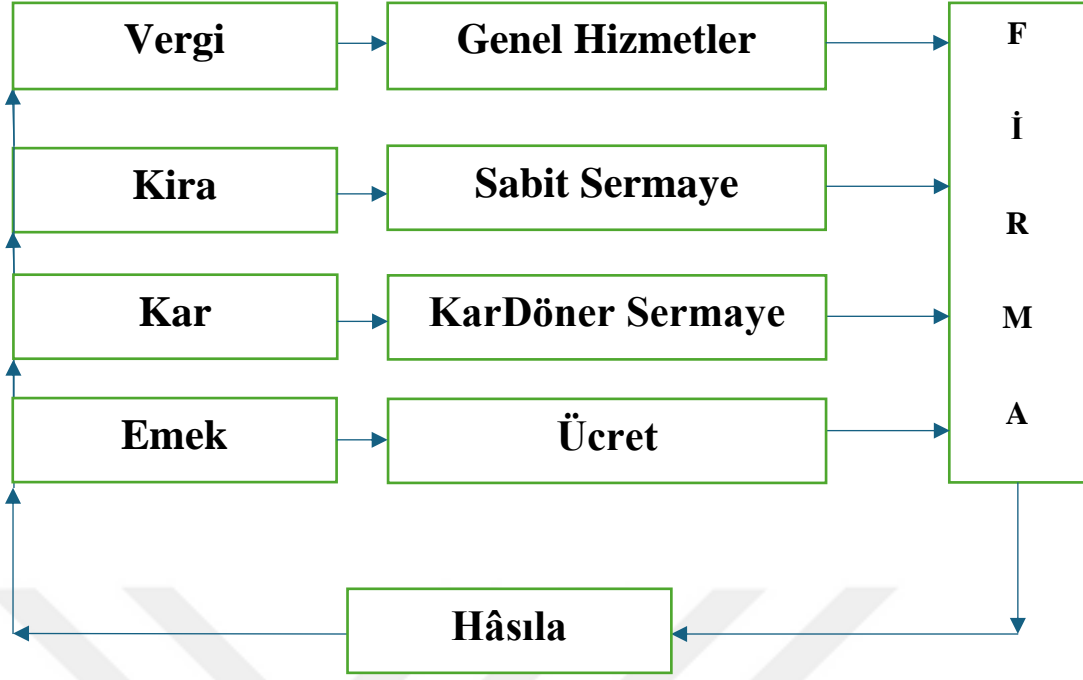 Vergi
Genel Hizmetler
Kira
Sabit Sermaye
Kar
KarDöner Sermaye
Emek
Ücret
F
İ
R
M
A
Hâsıla